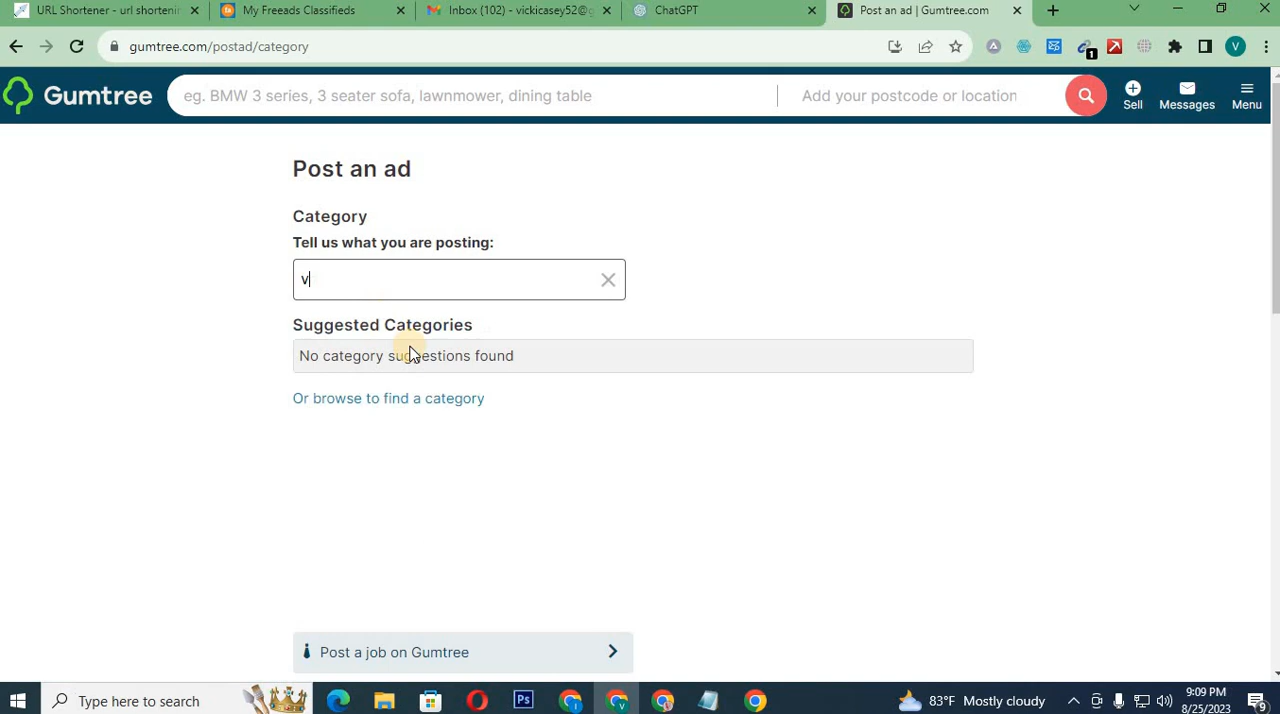 URL Shortener - url shortenin
My Freeads Classifieds
Inbox (102) - vickicasey52@g
ChatGPT
Post an ad | Gumtree.com
gumtree.com/postad/category
1
V
Gumtree
eg. BMW 3 series, 3 seater sofa, lawnmower, dining table
Add your postcode or location
Sell
Messages
Menu
Post an ad
Category
Tell us what you are posting:
v
Suggested Categories
No category suggestions found
Or browse to find a category
Post a job on Gumtree
Type here to search
Ps
83°F Mostly cloudy
9:09 PM
8/25/2023